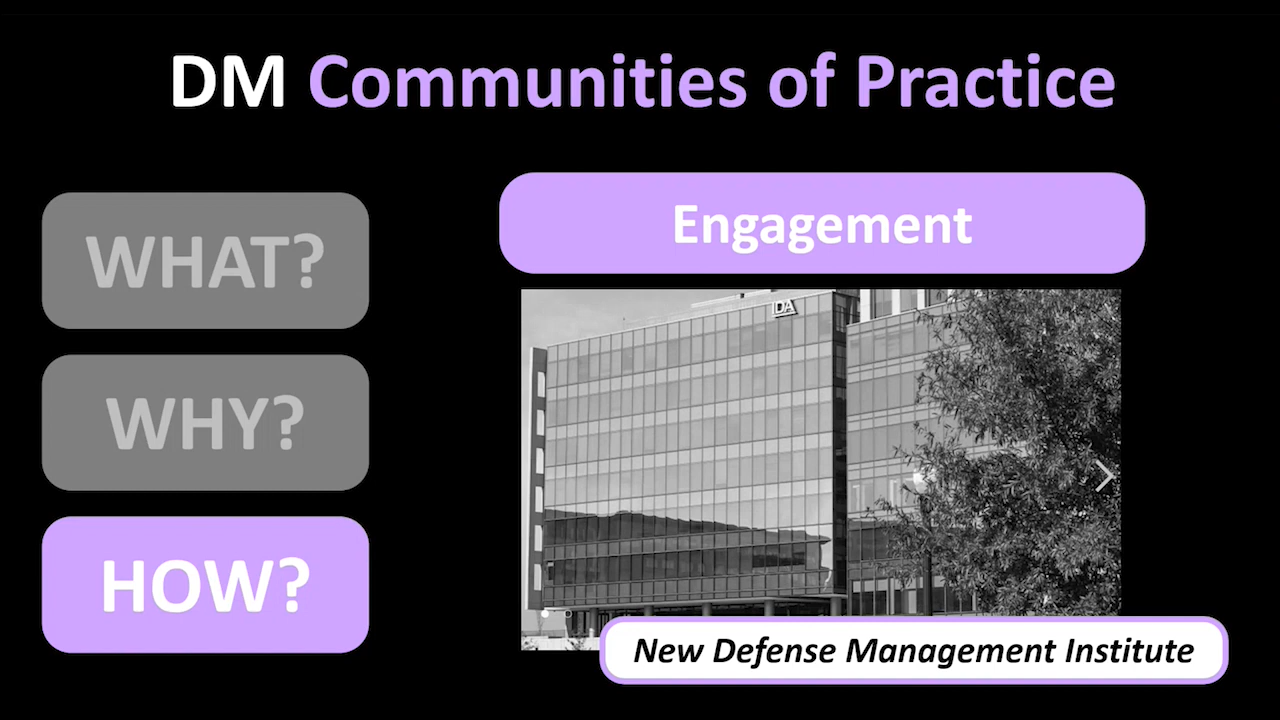 DM Communities of Practice
WHAT?
WHY?
HOW?
Engagement
IDA
New Defense Management Institute